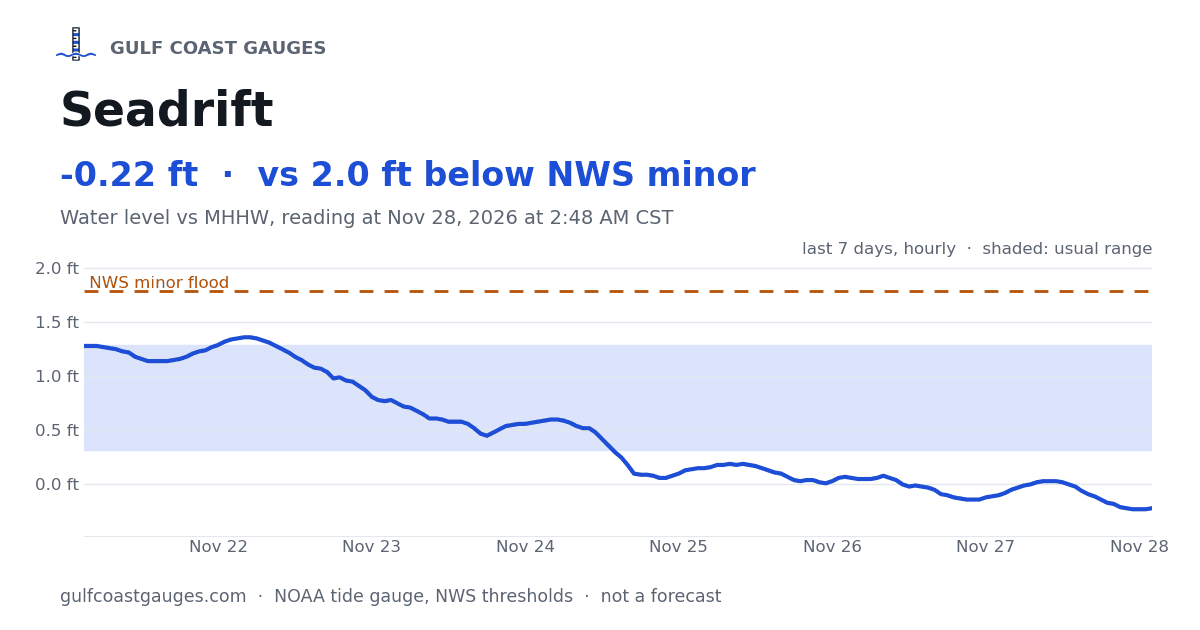 GULF COAST GAUGES
Seadrift
-0.22 ft · vs 2.0 ft below NWS minor
Water level vs MHHW, reading at Nov 28, 2026 at 2:48 AM CST
last 7 days, hourly · shaded: usual range
2.0 ft
NWS minor flood
1.5 ft
1.0 ft
0.5 ft
0.0 ft
Nov 22 Nov 23 Nov 24 Nov 25 Nov 26 Nov 27 Nov 28
gulfcoastgauges.com · NOAA tide gauge, NWS thresholds · not a forecast